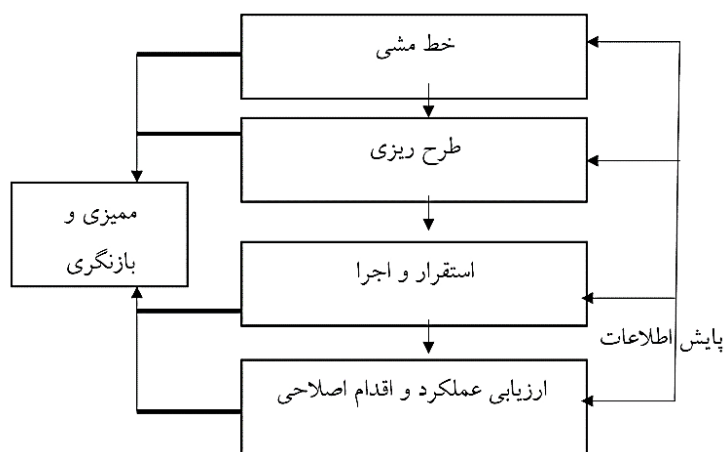 خط مشی
طرح ریزی
ممیزی و
بازنگری
استقرار و اجرا
پایش اطلاعات
ارزیابی عملکرد و اقدام اصلاحی